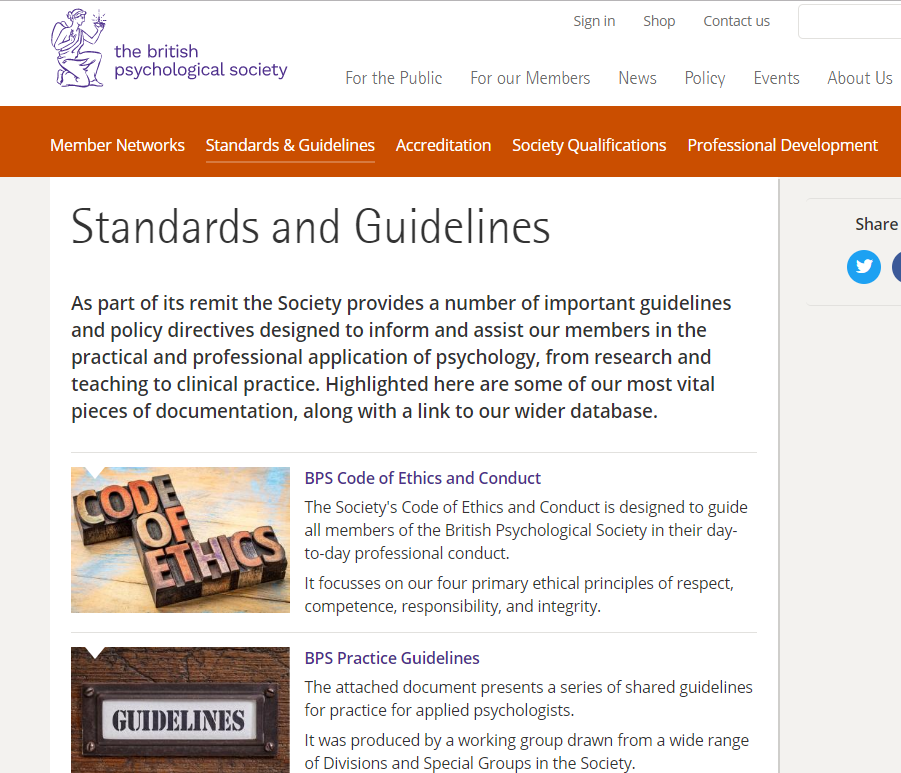 Sign in Shop Contact us
the british
psychological society
For the Public For our Members News Policy Events About Us
Member Networks Standards & Guidelines Accreditation Society Qualifications Professional Development
Standards and Guidelines
Share
As part of its remit the Society provides a number of important guidelines
and policy directives designed to inform and assist our members in the
practical and professional application of psychology, from research and
teaching to clinical practice. Highlighted here are some of our most vital
pieces of documentation, along with a link to our wider database.
CODE
OF
ETHICS
BPS Code of Ethics and Conduct
The Society's Code of Ethics and Conduct is designed to guide
all members of the British Psychological Society in their day-
to-day professional conduct.
It focusses on our four primary ethical principles of respect,
competence, responsibility, and integrity.
GUIDELINES
BPS Practice Guidelines
The attached document presents a series of shared guidelines
for practice for applied psychologists.
It was produced by a working group drawn from a wide range
of Divisions and Special Groups in the Society.